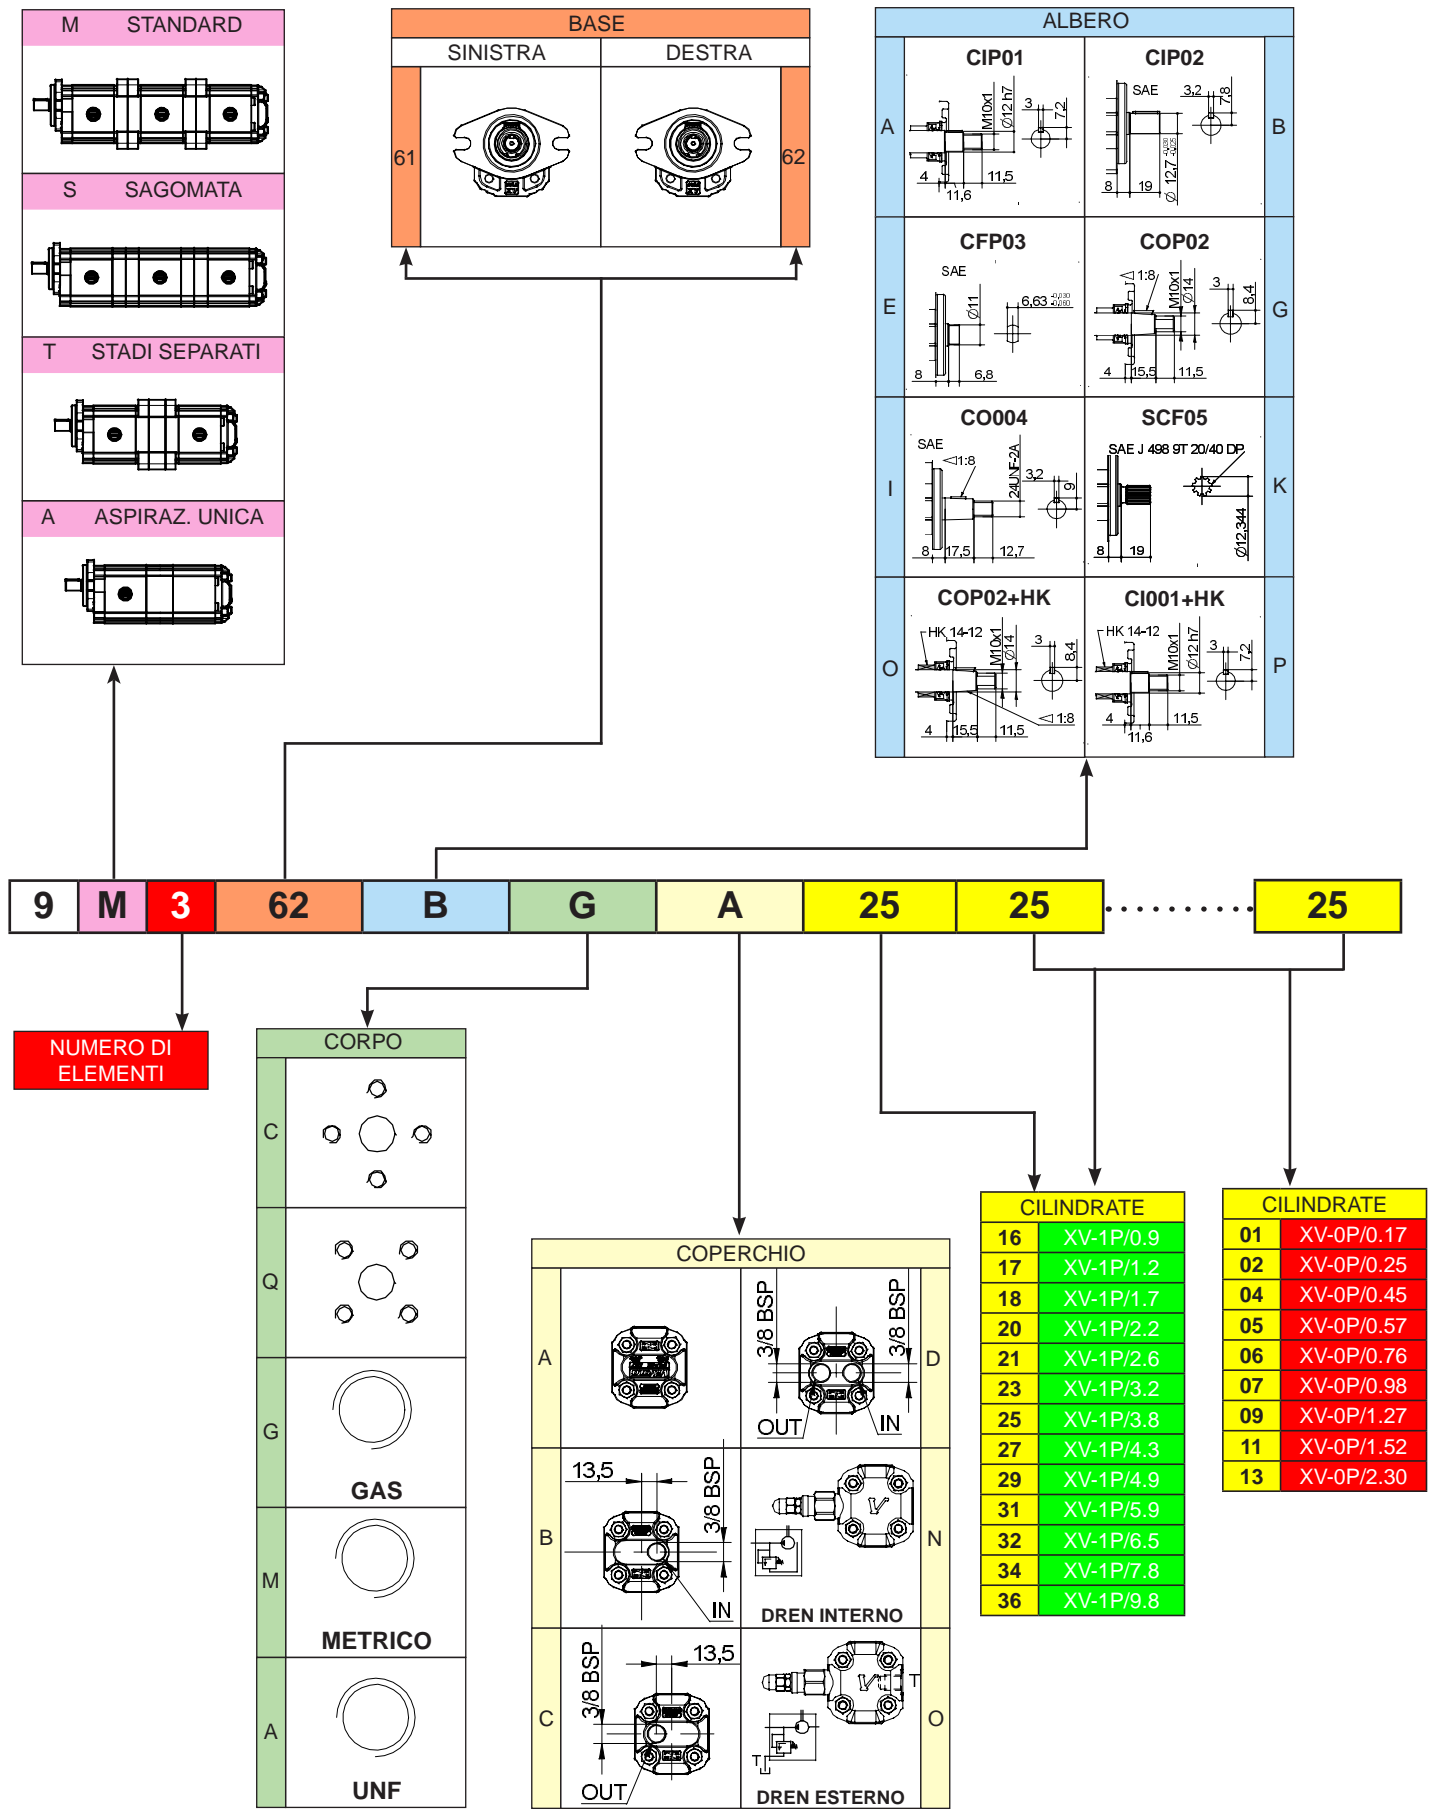 M STANDARD
S SAGOMATA
T STADI SEPARATI
A ASPIRAZ. UNICA
BASE
SINISTRA DESTRA
61 62
ALBERO
A CIP01 CIP02 B
M10x1 Ø12 h7 3 7,2
4 11,6 11,5
SAE 3,2 7,8
8 19 Ø 12,7
E CFP03 COP02 G
SAE Ø11 6,63 -0,030 -0,060
8 6,8
1:8 M10x1 Ø14 3 8,4
4 15,5 11,5
I CO004 SCF05 K
SAE 1:8 24UNF-2A 3,2 9
8 17,5 12,7
SAE J 498 9T 20/40 DP
8 19 Ø12,344
O COP02+HK CI001+HK P
HK 14-12 M10x1 Ø14 3 8,4
4 15,5 11,5 1:8
HK 14-12 M10x1 Ø12 h7 3 7,2
4 11,6 11,5
9 M 3 62 B G A 25 25 .......... 25
NUMERO DI
ELEMENTI
CORPO
C
Q
G
GAS
M
METRICO
A
UNF
COPERCHIO
A
3/8 BSP 3/8 BSP
OUT IN
D
B
13,5
3/8 BSP
IN
N
DREN INTERNO
C
13,5
3/8 BSP
OUT
O
T
T
DREN ESTERNO
CILINDRATE
16 XV-1P/0.9
17 XV-1P/1.2
18 XV-1P/1.7
20 XV-1P/2.2
21 XV-1P/2.6
23 XV-1P/3.2
25 XV-1P/3.8
27 XV-1P/4.3
29 XV-1P/4.9
31 XV-1P/5.9
32 XV-1P/6.5
34 XV-1P/7.8
36 XV-1P/9.8
CILINDRATE
01 XV-0P/0.17
02 XV-0P/0.25
04 XV-0P/0.45
05 XV-0P/0.57
06 XV-0P/0.76
07 XV-0P/0.98
09 XV-0P/1.27
11 XV-0P/1.52
13 XV-0P/2.30